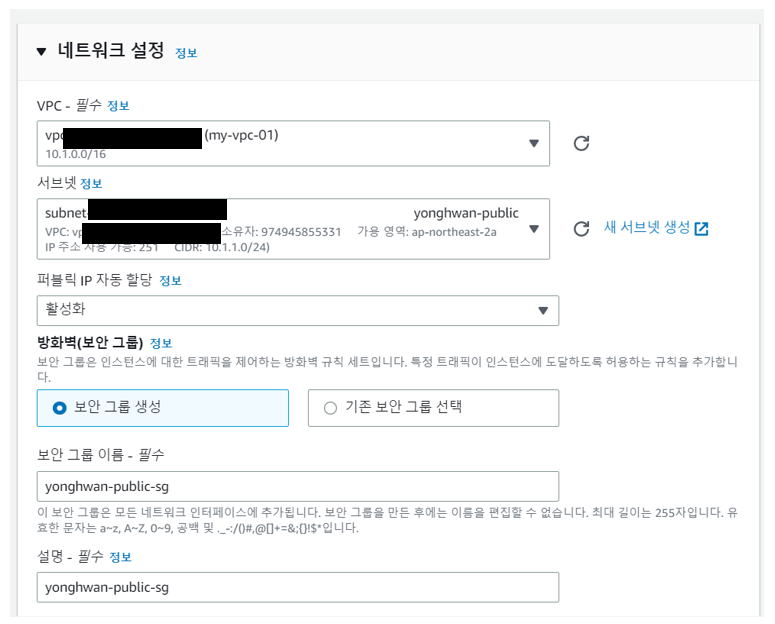 네트워크 설정 정보
VPC - 필수 정보
(my-vpc-01)
10.1.0.0/16
서브넷 정보
subnet- yonghwan-public
VPC: 소유자: 974945855331 가용 영역: ap-northeast-2a
IP 주소 사용 가능: 251 CIDR: 10.1.1.0/24)
새 서브넷 생성
퍼블릭 IP 자동 할당 정보
활성화
방화벽(보안 그룹) 정보
보안 그룹은 인스턴스에 대한 트래픽을 제어하는 방화벽 규칙 세트입니다. 특정 트래픽이 인스턴스에 도달하도록 허용하는 규칙을 추가합니
다.
보안 그룹 생성 기존 보안 그룹 선택
보안 그룹 이름 - 필수
yonghwan-public-sg
이 보안 그룹은 모든 네트워크 인터페이스에 추가됩니다. 보안 그룹을 만든 후에는 이름을 편집할 수 없습니다. 최대 길이는 255자입니다. 유
효한 문자는 a~z, A~Z, 0~9, 공백 및 ._-:/()#,@[]+=&;{}!$*입니다.
설명 - 필수 정보
yonghwan-public-sg